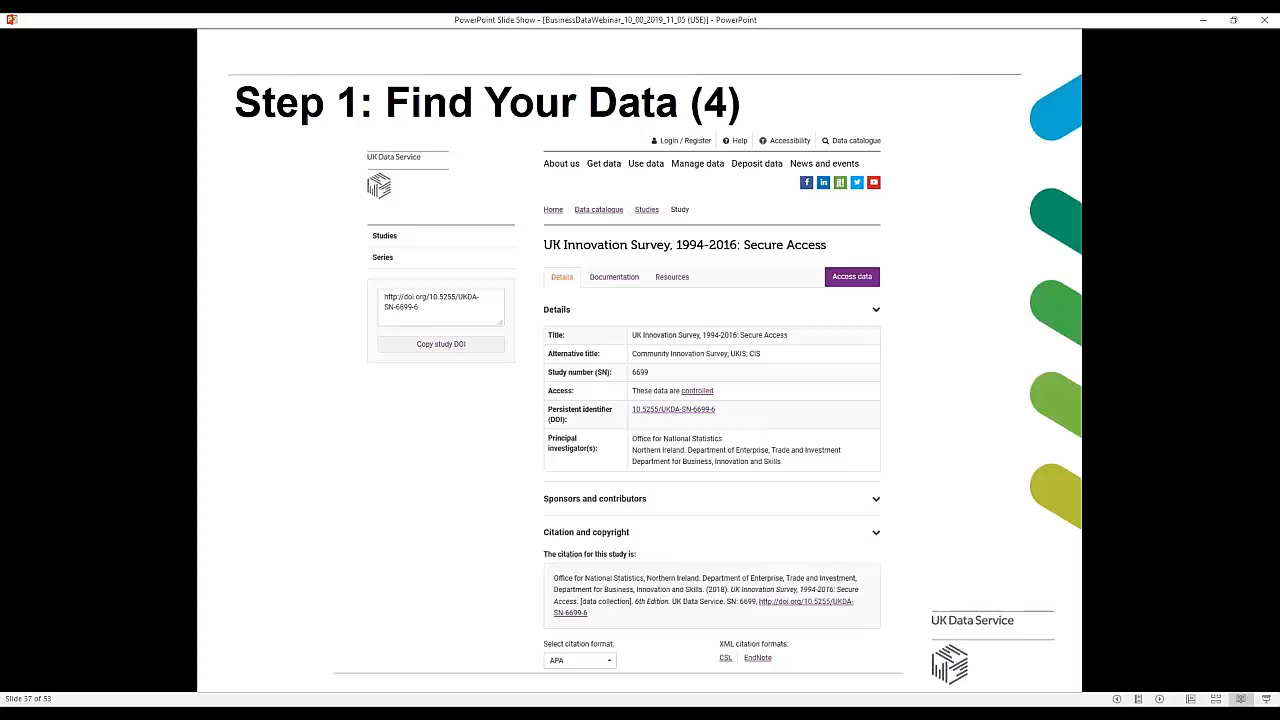 PowerPoint Slide Show - [BusinessDataWebinar_10_00_2019_11_05 (USE)] - PowerPoint
Step 1: Find Your Data (4)
Login / Register
Help
Accessibility
Data catalogue
UK Data Service
About us
Get data
Use data
Manage data
Deposit data
News and events
Home
Data catalogue
Studies
Study
Studies
Series
http://doi.org/10.5255/UKDA-
SN-6699-6
Copy study DOI
UK Innovation Survey, 1994-2016: Secure Access
Details
Documentation
Resources
Access data
Details
Title: UK Innovation Survey, 1994-2016: Secure Access
Alternative title: Community Innovation Survey; UKIS; CIS
Study number (SN): 6699
Access: These data are controlled
Persistent identifier
(DOI):
10.5255/UKDA-SN-6699-6
Principal
investigator(s):
Office for National Statistics
Northern Ireland. Department of Enterprise, Trade and Investment
Department for Business, Innovation and Skills
Sponsors and contributors
Citation and copyright
The citation for this study is:
Office for National Statistics, Northern Ireland. Department of Enterprise, Trade and Investment,
Department for Business, Innovation and Skills. (2018). UK Innovation Survey, 1994-2016: Secure
Access. [data collection]. 6th Edition. UK Data Service. SN: 6699, http://doi.org/10.5255/UKDA-
SN-6699-6
Select citation format:
APA
XML citation formats:
CSL
EndNote
UK Data Service
Slide 37 of 53